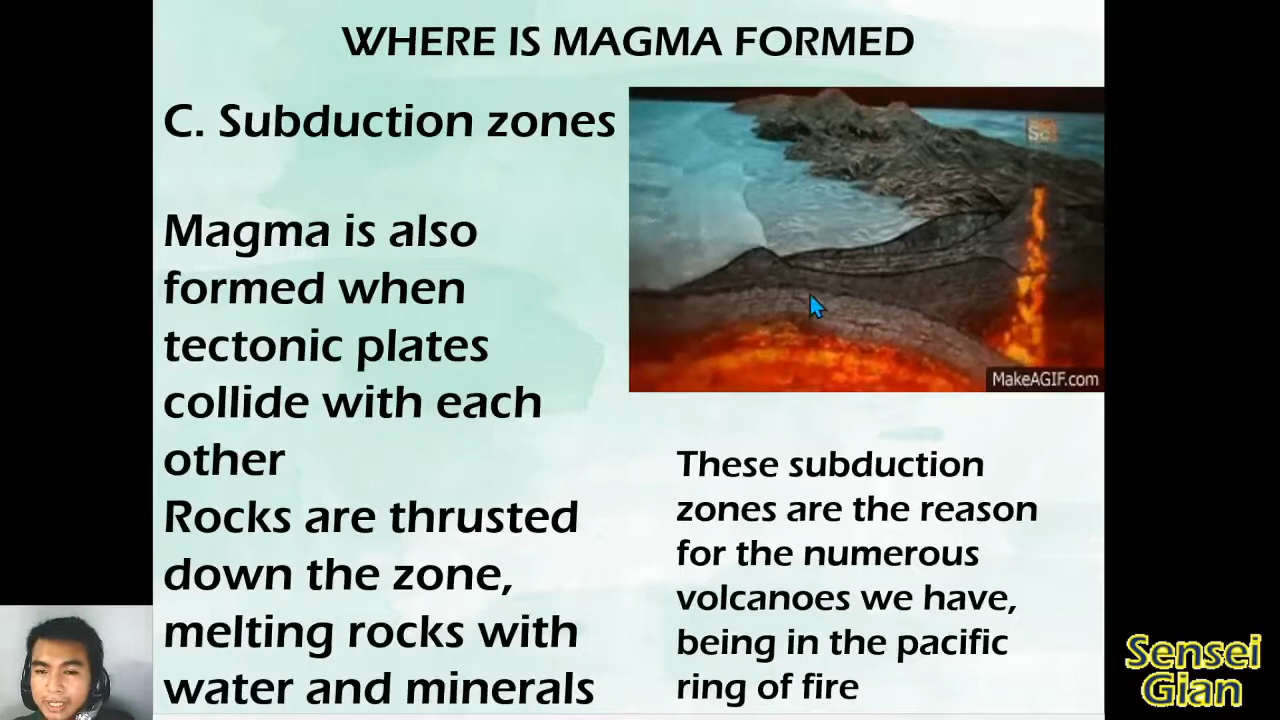 WHERE IS MAGMA FORMED
C. Subduction zones
Magma is also
formed when
tectonic plates
collide with each
other
Rocks are thrusted
down the zone,
melting rocks with
water and minerals
MakeAGIF.com
These subduction
zones are the reason
for the numerous
volcanoes we have,
being in the pacific
ring of fire
Sensei
Gian